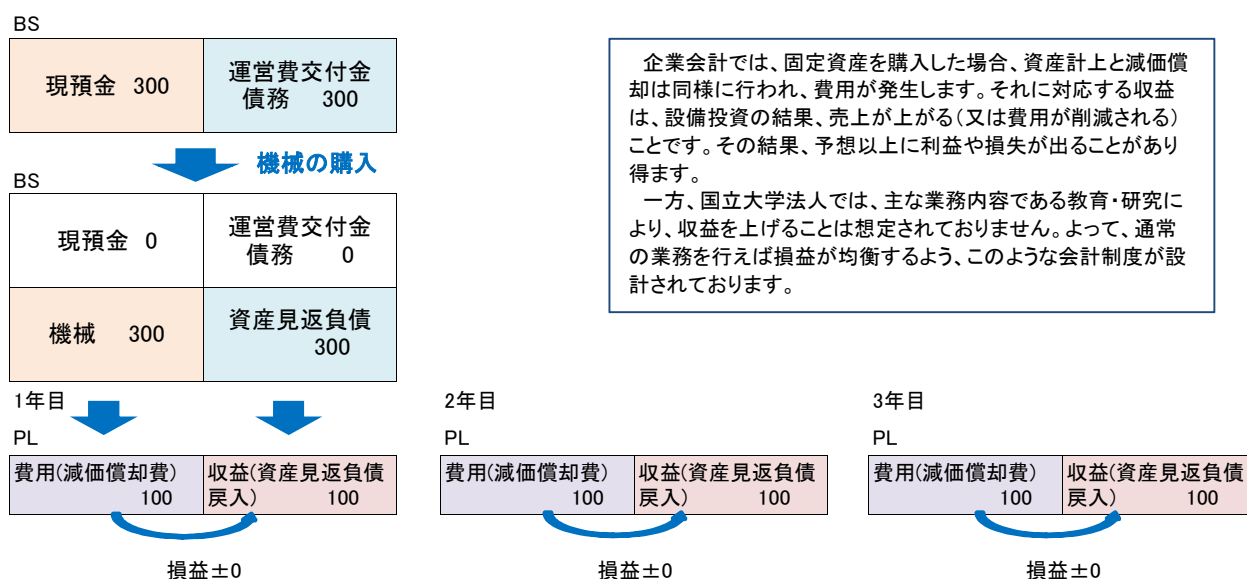 BS
現預金 300
運営費交付金
債務 300
機械の購入
BS
現預金 0
運営費交付金
債務 0
機械 300
資産見返負債
300
企業会計では、固定資産を購入した場合、資産計上と減価償
却は同様に行われ、費用が発生します。それに対応する収益
は、設備投資の結果、売上が上がる(又は費用が削減される)
ことです。その結果、予想以上に利益や損失が出ることがあり
得ます。
一方、国立大学法人では、主な業務内容である教育・研究に
より、収益を上げることは想定されておりません。よって、通常
の業務を行えば損益が均衡するよう、このような会計制度が設
計されております。
1年目
PL
費用(減価償却費)
100
収益(資産見返負債
戻入) 100
損益±0
2年目
PL
費用(減価償却費)
100
収益(資産見返負債
戻入) 100
損益±0
3年目
PL
費用(減価償却費)
100
収益(資産見返負債
戻入) 100
損益±0